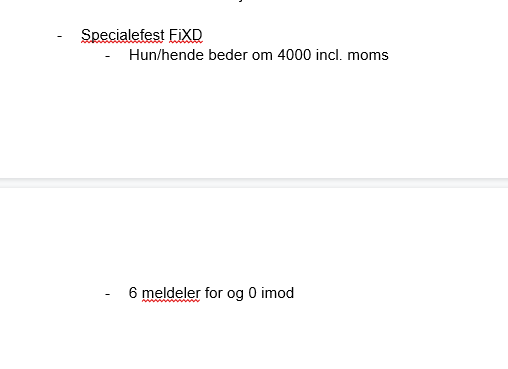 - Specialefest FiXD
- Hun/hende beder om 4000 incl. moms
- 6 meldeler for og 0 imod